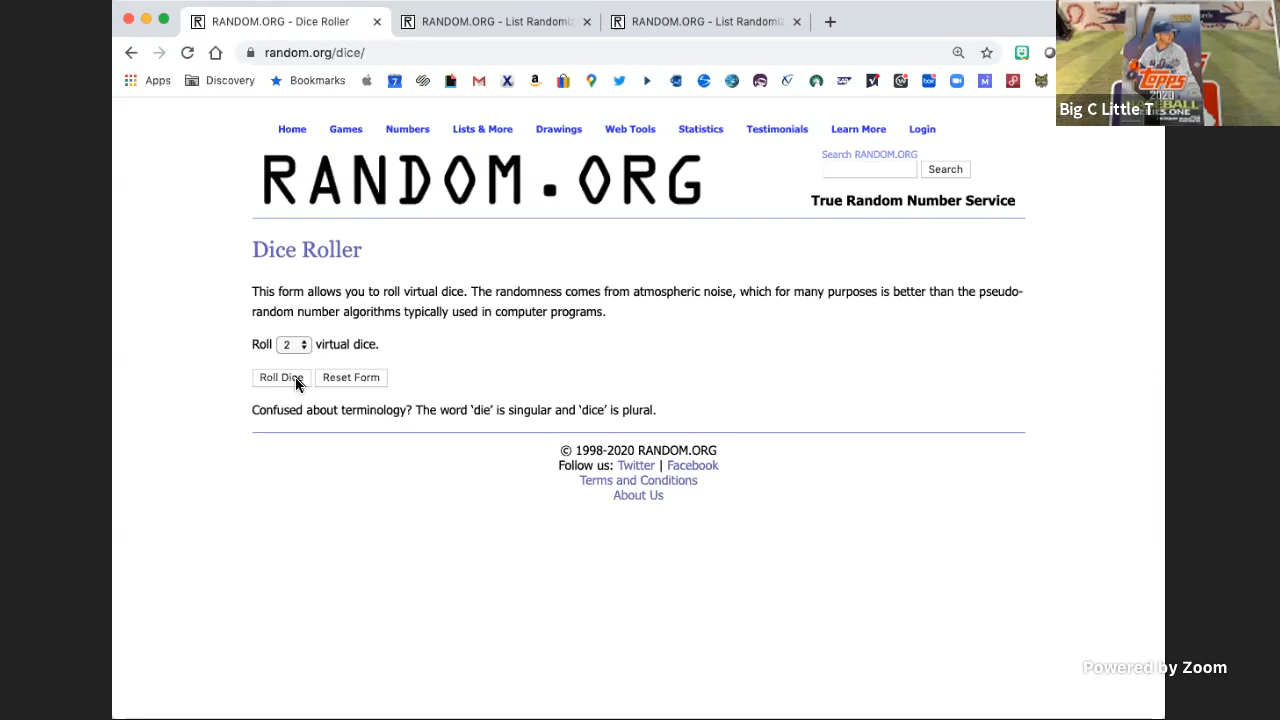 RANDOM.ORG - Dice Roller
RANDOM.ORG - List Randomiz
RANDOM.ORG - List Randomiz
random.org/dice/
Apps
Discovery
Bookmarks
Big C Little T
Topps
2020
Home Games Numbers Lists & More Drawings Web Tools Statistics Testimonials Learn More Login
RANDOM.ORG
Search RANDOM.ORG
Search
True Random Number Service
Dice Roller
This form allows you to roll virtual dice. The randomness comes from atmospheric noise, which for many purposes is better than the pseudo-
random number algorithms typically used in computer programs.
Roll 2 virtual dice.
Roll Dice Reset Form
Confused about terminology? The word ‘die’ is singular and ‘dice’ is plural.
© 1998-2020 RANDOM.ORG
Follow us: Twitter | Facebook
Terms and Conditions
About Us
Powered by Zoom